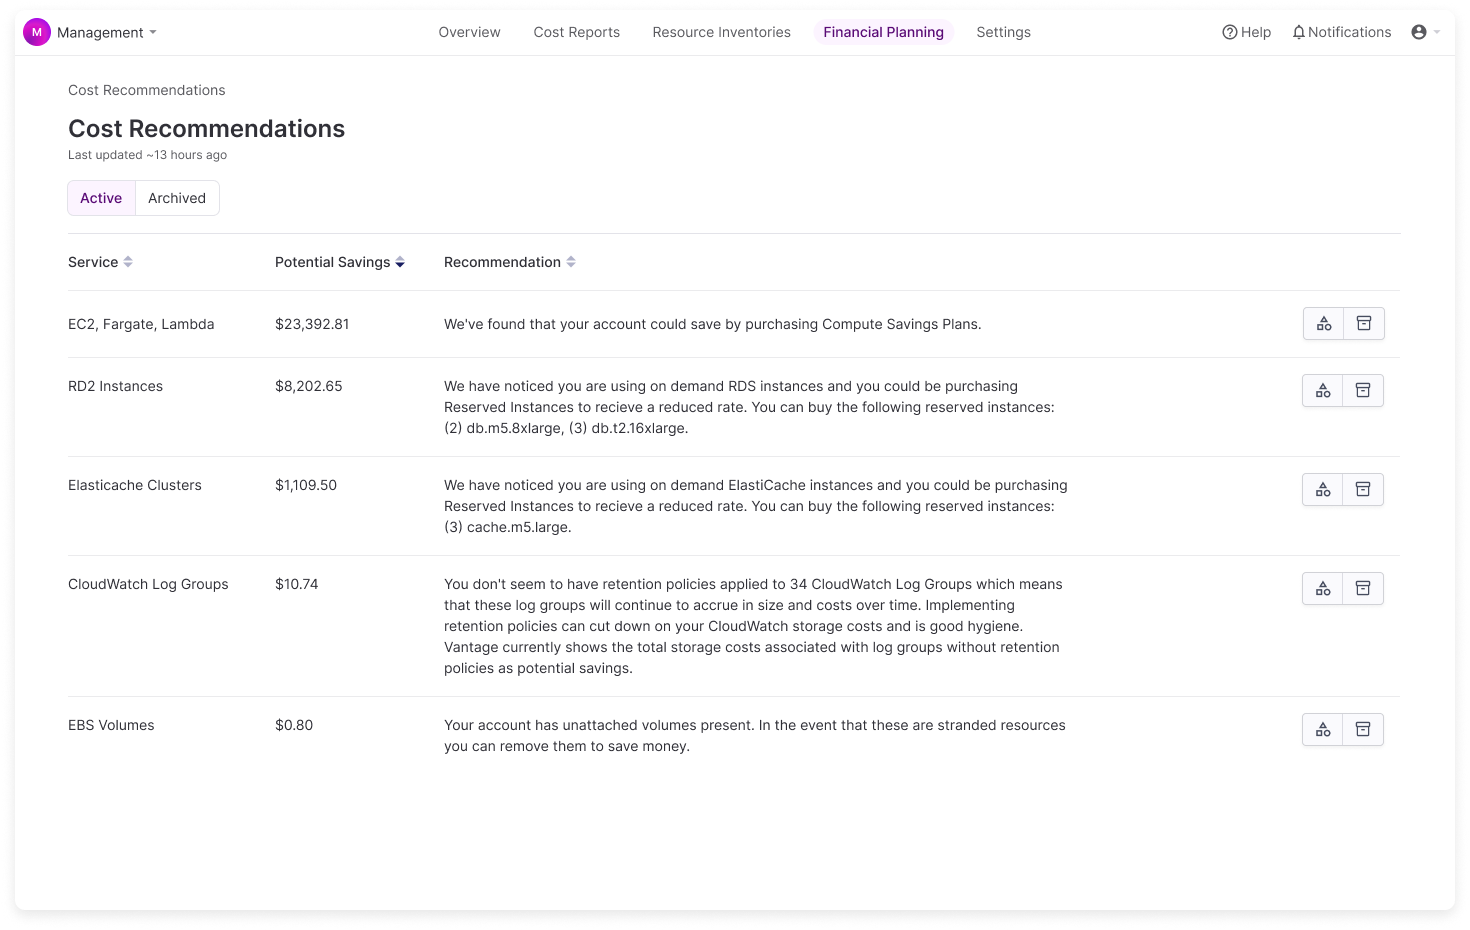 M Management Overview Cost Reports Resource Inventories Financial Planning Settings Help Notifications
Cost Recommendations
Cost Recommendations
Last updated ~13 hours ago
Active Archived
Service Potential Savings Recommendation
EC2, Fargate, Lambda $23,392.81 We've found that your account could save by purchasing Compute Savings Plans.
RD2 Instances $8,202.65 We have noticed you are using on demand RDS instances and you could be purchasing
Reserved Instances to recieve a reduced rate. You can buy the following reserved instances:
(2) db.m5.8xlarge, (3) db.t2.16xlarge.
Elasticache Clusters $1,109.50 We have noticed you are using on demand ElastiCache instances and you could be purchasing
Reserved Instances to recieve a reduced rate. You can buy the following reserved instances:
(3) cache.m5.large.
CloudWatch Log Groups $10.74 You don't seem to have retention policies applied to 34 CloudWatch Log Groups which means
that these log groups will continue to accrue in size and costs over time. Implementing
retention policies can cut down on your CloudWatch storage costs and is good hygiene.
Vantage currently shows the total storage costs associated with log groups without retention
policies as potential savings.
EBS Volumes $0.80 Your account has unattached volumes present. In the event that these are stranded resources
you can remove them to save money.